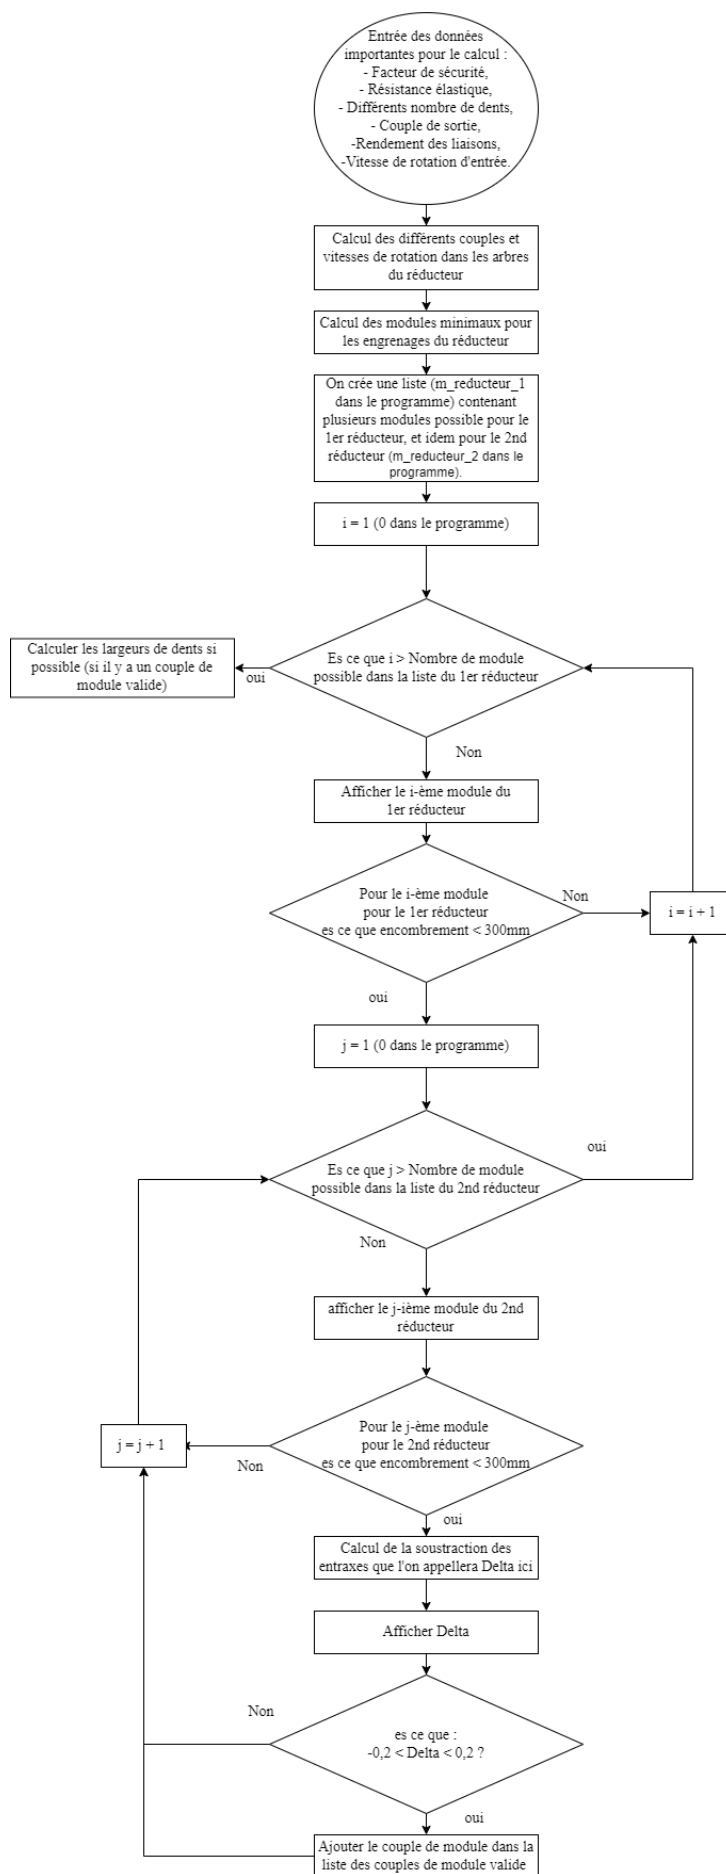 Entrée des données
importantes pour le calcul :
- Facteur de sécurité,
- Résistance élastique,
- Différents nombre de dents,
- Couple de sortie,
-Rendement des liaisons,
-Vitesse de rotation d'entrée.
Calcul des différents couples et
vitesses de rotation dans les arbres
du réducteur
Calcul des modules minimaux pour
les engrenages du réducteur
On crée une liste (m_reducteur_1
dans le programme) contenant
plusieurs modules possible pour le
1er réducteur, et idem pour le 2nd
réducteur (m_reducteur_2 dans le
programme).
i = 1 (0 dans le programme)
Es ce que i > Nombre de module
possible dans la liste du 1er réducteur
oui
Calculer les largeurs de dents si
possible (si il y a un couple de
module valide)
Non
Afficher le i-ème module du
1er réducteur
Pour le i-ème module
pour le 1er réducteur
es ce que encombrement < 300mm
Non
i = i + 1
oui
j = 1 (0 dans le programme)
Es ce que j > Nombre de module
possible dans la liste du 2nd réducteur
oui
Non
afficher le j-ième module du 2nd
réducteur
Pour le j-ème module
pour le 2nd réducteur
es ce que encombrement < 300mm
Non
j = j + 1
oui
Calcul de la soustraction des
entraxes que l'on appellera Delta ici
Afficher Delta
es ce que :
-0,2 < Delta < 0,2 ?
Non
oui
Ajouter le couple de module dans la
liste des couples de module valide